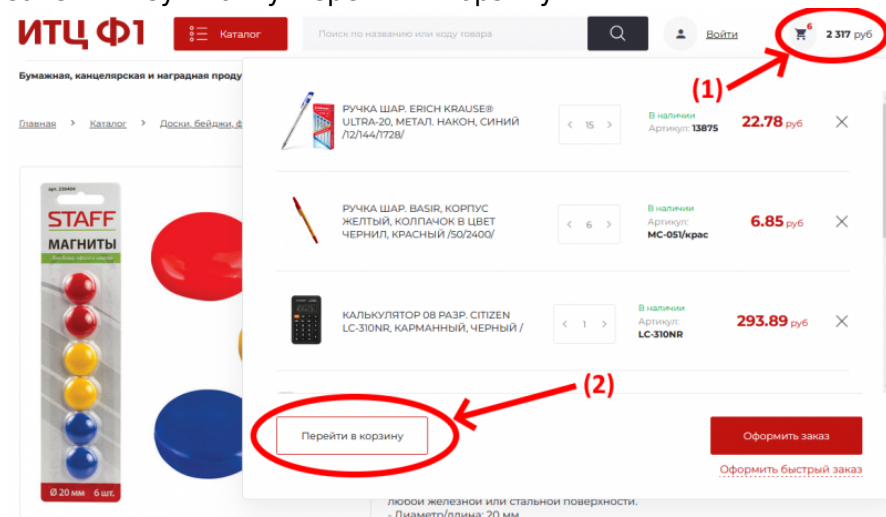 ИТЦ Ф1
Каталог
Поиск по названию или коду товара
Войти
6
2 317 руб
(1)
Бумажная, канцелярская и наградная проду
Главная > Каталог > Доски, бейджи, ф
РУЧКА ШАР. ERICH KRAUSE®
ULTRA-20, МЕТАЛ. НАКОН, СИНИЙ
/12/144/1728/
< 15 >
В наличии
Артикул: 13875
22.78 руб
РУЧКА ШАР. BASIR, КОРПУС
ЖЕЛТЫЙ, КОЛПАЧОК В ЦВЕТ
ЧЕРНИЛ, КРАСНЫЙ /50/2400/
< 6 >
В наличии
Артикул:
МС-051/крас
6.85 руб
КАЛЬКУЛЯТОР 08 РАЗР. CITIZEN
LC-310NR, КАРМАННЫЙ, ЧЕРНЫЙ /
< 1 >
В наличии
Артикул:
LC-310NR
293.89 руб
(2)
Перейти в корзину
Оформить заказ
Оформить быстрый заказ
STAFF
МАГНИТЫ
Ø 20 мм 6 шт.
любой железной или стальной поверхности.
- Диаметр/длина: 20 мм